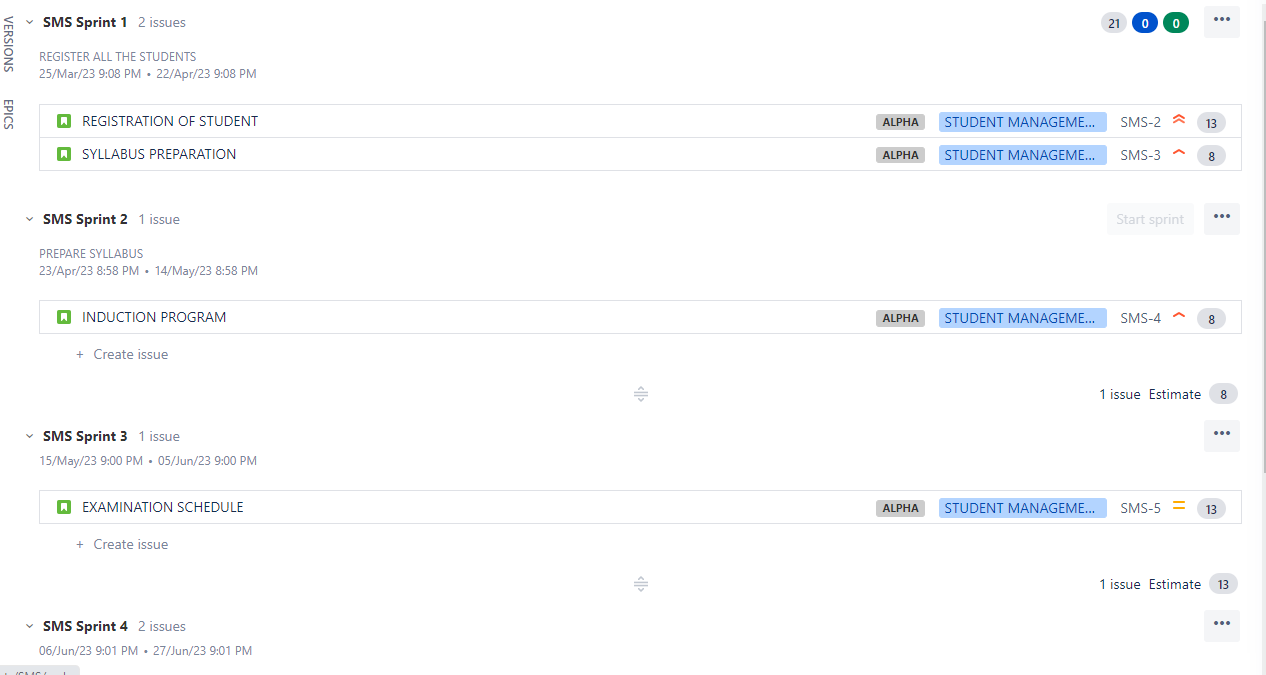 VERSIONS
EPICS
SMS Sprint 1 2 issues 21 0 0 •••
REGISTER ALL THE STUDENTS
25/Mar/23 9:08 PM • 22/Apr/23 9:08 PM
REGISTRATION OF STUDENT ALPHA STUDENT MANAGEME... SMS-2 13
SYLLABUS PREPARATION ALPHA STUDENT MANAGEME... SMS-3 8
SMS Sprint 2 1 issue Start sprint •••
PREPARE SYLLABUS
23/Apr/23 8:58 PM • 14/May/23 8:58 PM
INDUCTION PROGRAM ALPHA STUDENT MANAGEME... SMS-4 8
+ Create issue
1 issue Estimate 8
SMS Sprint 3 1 issue •••
15/May/23 9:00 PM • 05/Jun/23 9:00 PM
EXAMINATION SCHEDULE ALPHA STUDENT MANAGEME... SMS-5 13
+ Create issue
1 issue Estimate 13
SMS Sprint 4 2 issues •••
06/Jun/23 9:01 PM • 27/Jun/23 9:01 PM